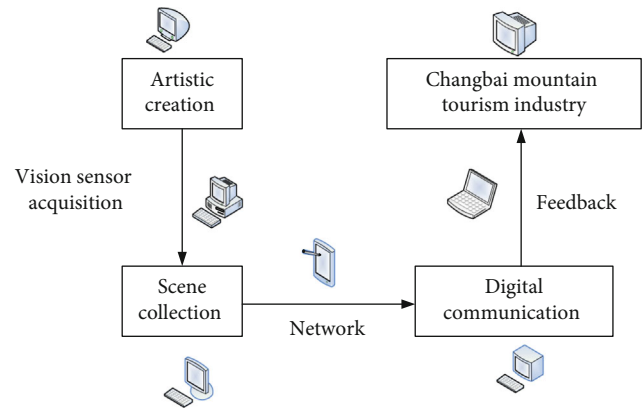 Artistic
creation
Changbai mountain
tourism industry
Vision sensor
acquisition
Feedback
Scene
collection
Network
Digital
communication